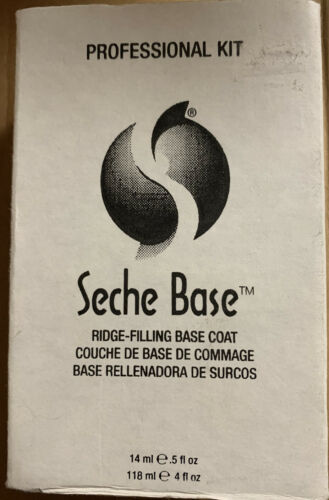 PROFESSIONAL KIT
®
Seche Base™
RIDGE-FILLING BASE COAT
COUCHE DE BASE DE COMMAGE
BASE RELLENADORA DE SURCOS
14 ml ℮ .5 fl oz
118 ml ℮ 4 fl oz